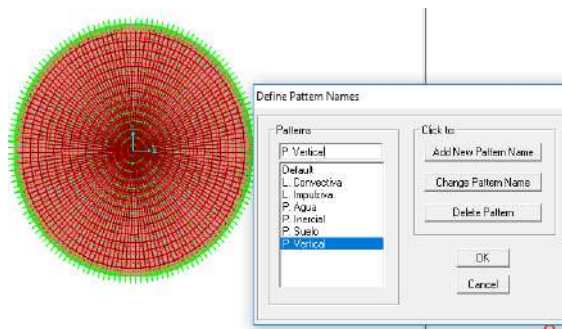 Define Pattern Names
Patterns
P. Vertical
Default
L. Convectiva
L. Impulsiva
P. Agua
P. Inercial
P. Suelo
P. Vertical
Click to:
Add New Pattern Name
Change Pattern Name
Delete Pattern
OK
Cancel